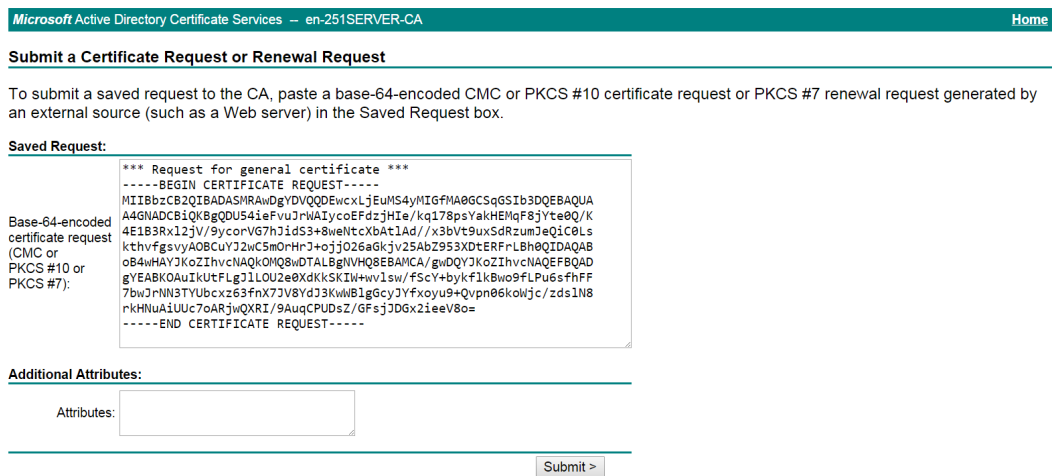 Microsoft Active Directory Certificate Services -- en-251SERVER-CA Home
Submit a Certificate Request or Renewal Request
To submit a saved request to the CA, paste a base-64-encoded CMC or PKCS #10 certificate request or PKCS #7 renewal request generated by
an external source (such as a Web server) in the Saved Request box.
Saved Request:
Base-64-encoded
certificate request
(CMC or
PKCS #10 or
PKCS #7):
*** Request for general certificate ***
-----BEGIN CERTIFICATE REQUEST-----
MIIBbzCB2QIBADASMRAwDgYDVQQDEwcxLjEuMS4yMIGfMA0GCSqGSIb3DQEBAQUA
A4GNADCBiQKBgQDU54ieFvuJrWAIycoEFdzjHIe/kq178psYakHEMqF8jYte0Q/K
4E1B3Rxl2jV/9ycorVG7hJidS3+8weNtcXbAtlAd//x3bVt9uxSdRzumJeQiC0Ls
kthvfgsvyAOBCuYJ2wC5mOrHrJ+ojjO26aGkjv25AbZ953XDtERFrLBh0QIDAQAB
oB4wHAYJKoZIhvcNAQkOMQ8wDTALBgNVHQ8EBAMCA/gwDQYJKoZIhvcNAQEFBQAD
gYEABKOAuIkUtFLgJlLOU2e0XdKkSKIW+wvlsw/fScY+bykflkBwo9fLPu6sfhFF
7bwJrNN3TYUbcxz63fnX7JV8YdJ3KwWBlgGcyJYfxoyu9+Qvpn06koWjc/zdslN8
rkHNuAiUUc7oARjwQXRI/9AuqCPUDsZ/GFsjJDGx2ieeV8o=
-----END CERTIFICATE REQUEST-----
Additional Attributes:
Attributes:
Submit >